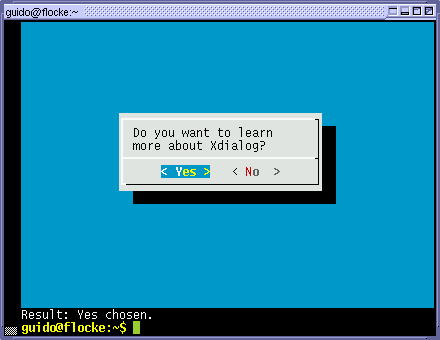 guido@flocke:~
Do you want to learn
more about Xdialog?
< Yes > < No >
Result: Yes chosen.
guido@flocke:~$